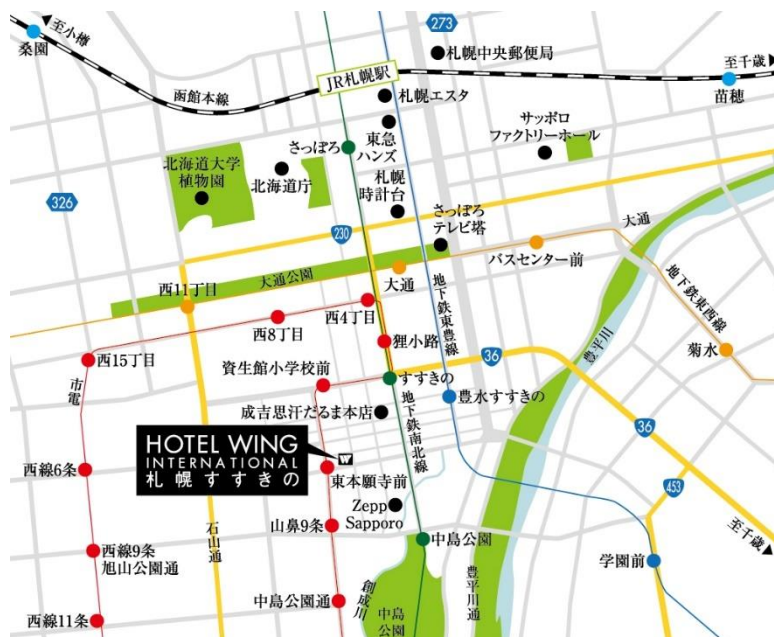 至小樽
桑園
273
札幌中央郵便局
至千歳
JR札幌駅
函館本線
苗穂
札幌エスタ
東急
ハンズ
さっぽろ
サッポロ
ファクトリーホール
北海道大学
植物園
北海道庁
札幌
時計台
326
さっぽろ
テレビ塔
230
大通
バスセンター前
大通公園
大通
地下鉄東西線
西11丁目
西4丁目
西8丁目
地下鉄東豊線
豊平川
狸小路
西15丁目
菊水
36
資生館小学校前
すすきの
市電
豊水すすきの
成吉思汗だるま本店
地下鉄南北線
36
HOTEL WING
INTERNATIONAL
札幌すすきの
西線6条
東本願寺前
453
Zepp
Sapporo
石山通
山鼻9条
至千歳
中島公園
西線9条
旭山公園通
学園前
創成川
豊平川通
中島公園通
中島
公園
西線11条